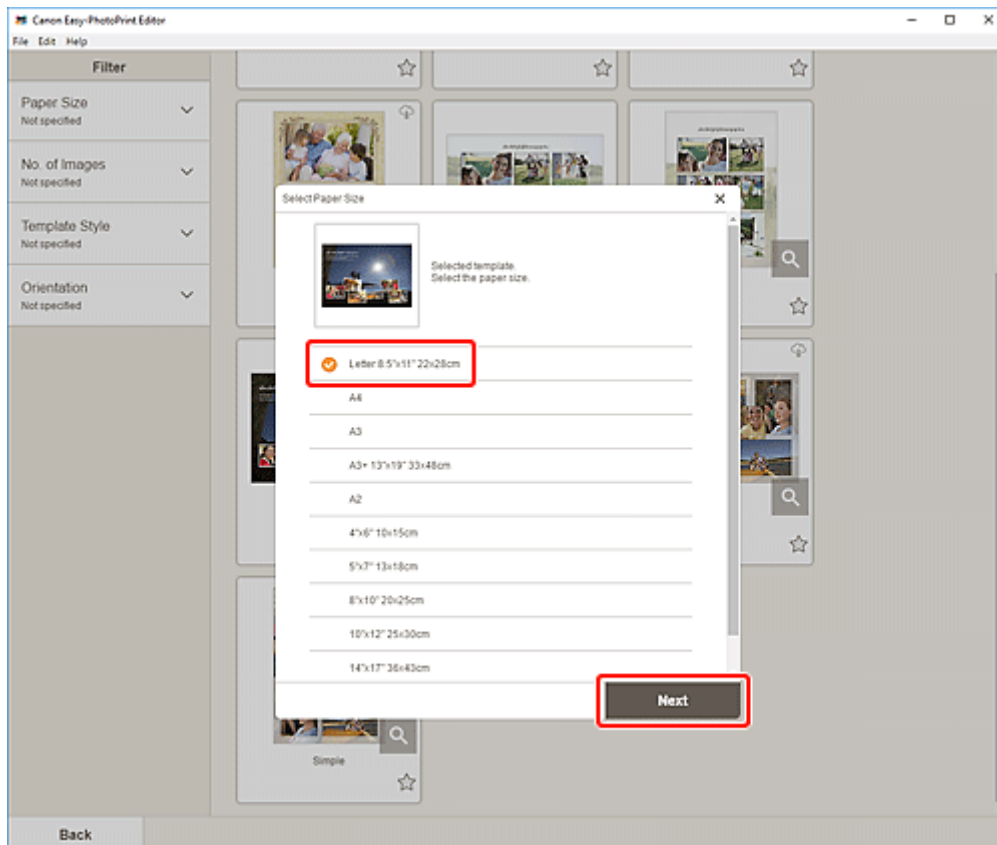 Canon Easy-PhotoPrint Editor
File Edit Help
Filter
Paper Size
Not specified
No. of Images
Not specified
Template Style
Not specified
Orientation
Not specified
Select Paper Size
Selected template.
Select the paper size.
Letter 8.5"x11" 22x28cm
A4
A3
A3+ 13"x19" 33x48cm
A2
4"x6" 10x15cm
5"x7" 13x18cm
8"x10" 20x25cm
10"x12" 25x30cm
14"x17" 36x43cm
Next
Simple
Back